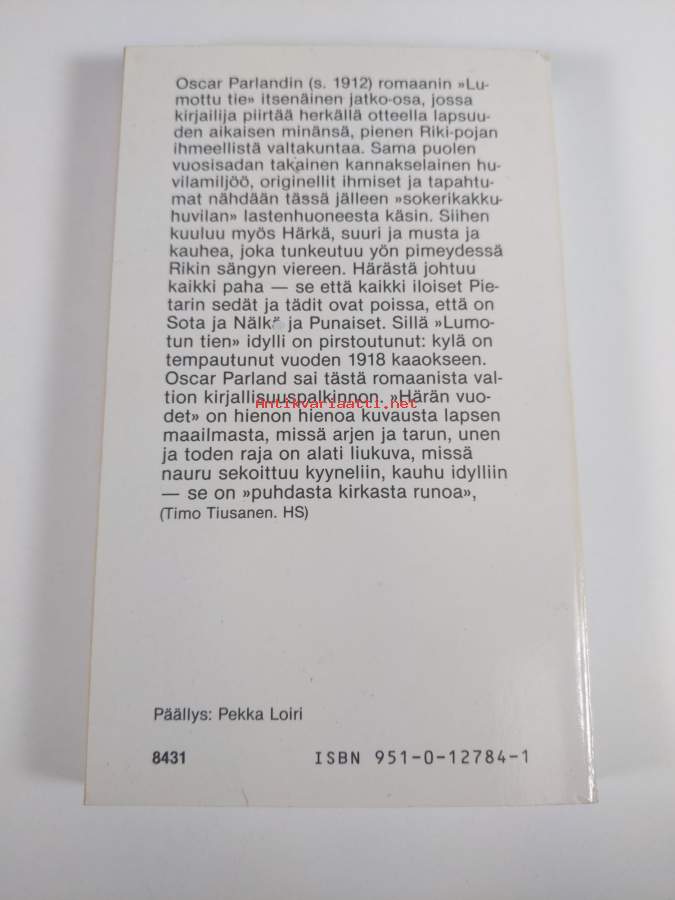 Oscar Parlandin (s. 1912) romaanin »Lu-
mottu tie» itsenäinen jatko-osa, jossa
kirjailija piirtää herkällä otteella lapsuu-
den aikaisen minänsä, pienen Riki-pojan
ihmeellistä valtakuntaa. Sama puolen
vuosisadan takainen kannakselainen hu-
vilamiljöö, originellit ihmiset ja tapahtu-
mat nähdään tässä jälleen »sokerikakku-
huvilan» lastenhuoneesta käsin. Siihen
kuuluu myös Härkä, suuri ja musta ja
kauhea, joka tunkeutuu yön pimeydessä
Rikin sängyn viereen. Härästä johtuu
kaikki paha — se että kaikki iloiset Pie-
tarin sedät ja tädit ovat poissa, että on
Sota ja Nälkä ja Punaiset. Sillä »Lumo-
tun tien» idylli on pirstoutunut: kylä on
tempautunut vuoden 1918 kaaokseen.
Oscar Parland sai tästä romaanista val-
tion kirjallisuuspalkinnon. »Härän vuo-
Antikvariaatti.net
det» on hienon hienoa kuvausta lapsen
maailmasta, missä arjen ja tarun, unen
ja toden raja on alati liukuva, missä
nauru sekoittuu kyyneliin, kauhu idylliin
— se on »puhdasta kirkasta runoa»,
(Timo Tiusanen. HS)
Päällys: Pekka Loiri
8431 ISBN 951-0-12784-1